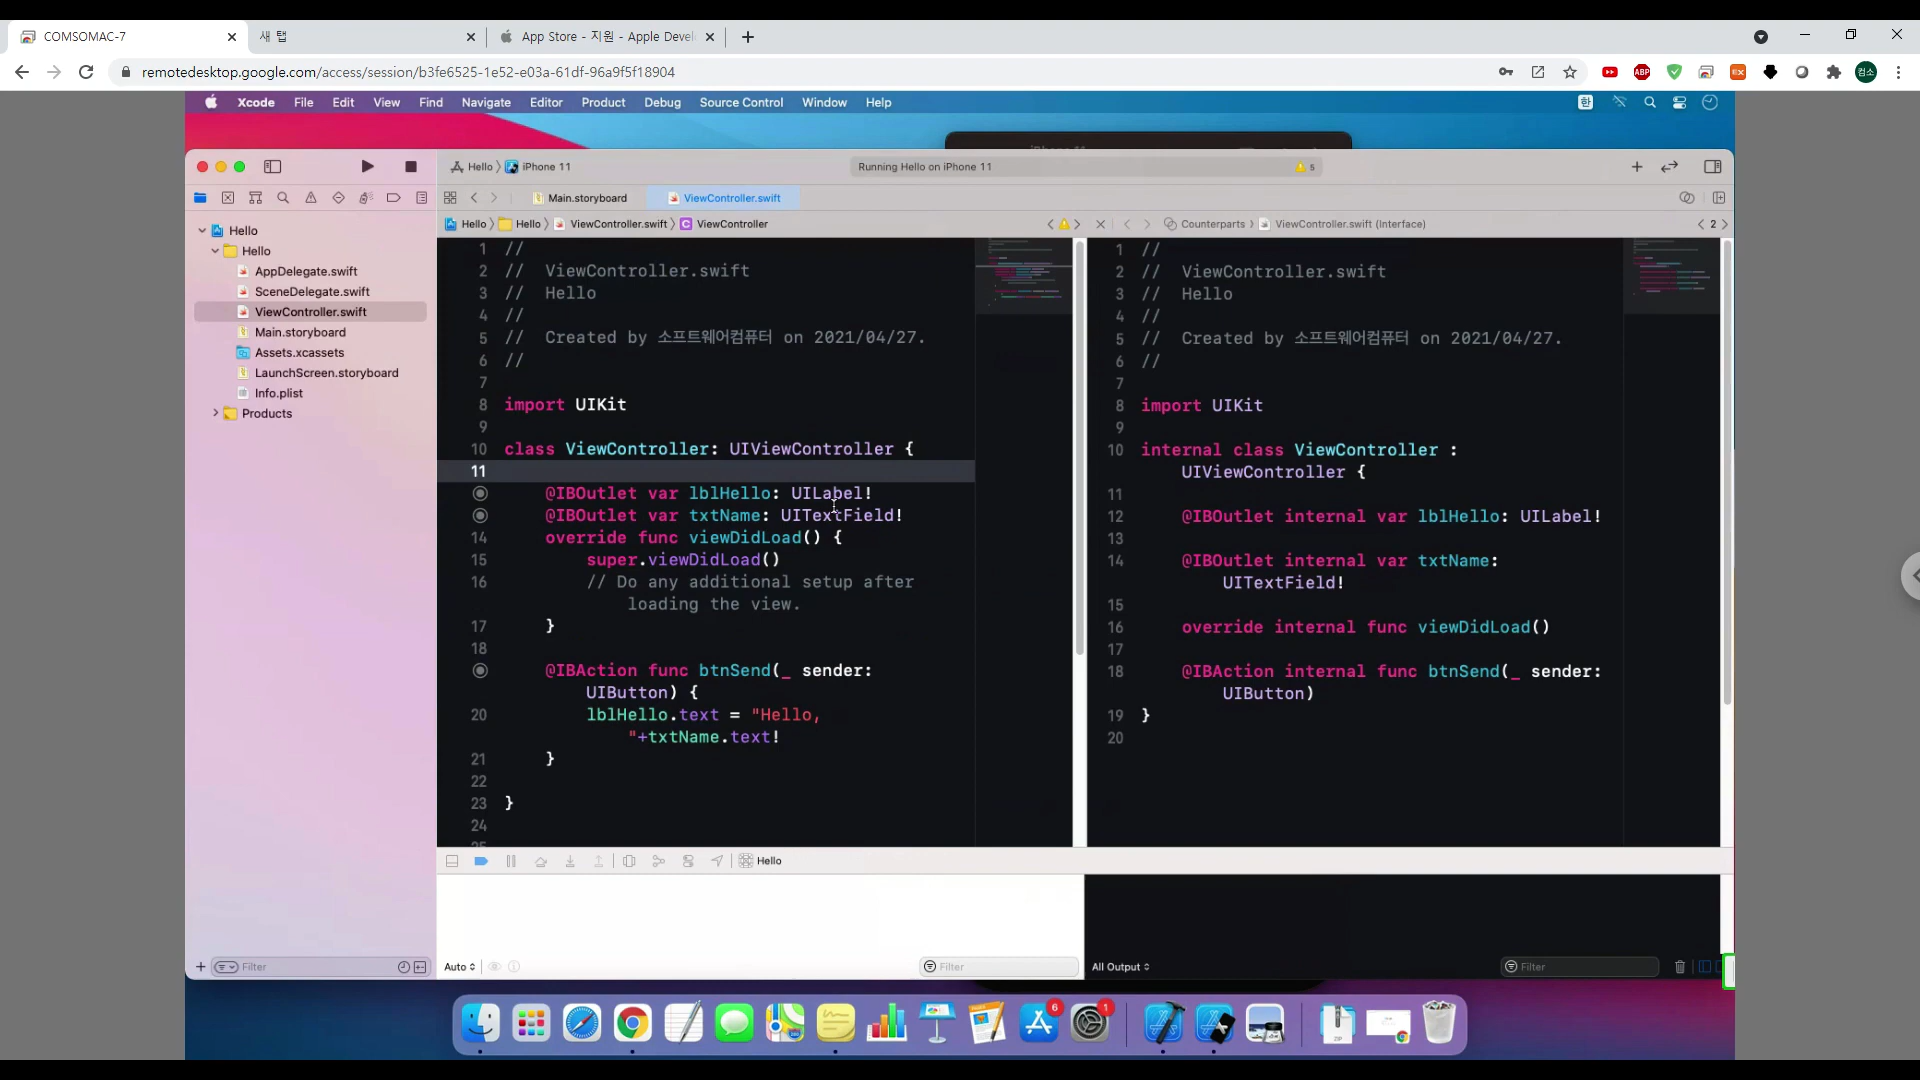 COMSOMAC-7
새 탭
App Store - 지원 - Apple Devel
remotedesktop.google.com/access/session/b3fe6525-1e52-e03a-61df-96a9f5f18904
ABP
EX
컴소
Xcode File Edit View Find Navigate Editor Product Debug Source Control Window Help
한
Hello 〉 iPhone 11
Running Hello on iPhone 11
5
Main.storyboard
ViewController.swift
Hello 〉 Hello 〉 ViewController.swift 〉 C ViewController
Counterparts 〉 ViewController.swift (Interface)
2
Hello
Hello
AppDelegate.swift
SceneDelegate.swift
ViewController.swift
Main.storyboard
Assets.xcassets
LaunchScreen.storyboard
Info.plist
Products
1 //
2 // ViewController.swift
3 // Hello
4 //
5 // Created by 소프트웨어컴퓨터 on 2021/04/27.
6 //
7
8 import UIKit
9
10 class ViewController: UIViewController {
11
@IBOutlet var lblHello: UILabel!
@IBOutlet var txtName: UITextField!
14 override func viewDidLoad() {
15 super.viewDidLoad()
16 // Do any additional setup after
loading the view.
17 }
18
@IBAction func btnSend(_ sender:
UIButton) {
20 lblHello.text = "Hello,
"+txtName.text!
21 }
22
23 }
24
1 //
2 // ViewController.swift
3 // Hello
4 //
5 // Created by 소프트웨어컴퓨터 on 2021/04/27.
6 //
7
8 import UIKit
9
10 internal class ViewController :
UIViewController {
11
12 @IBOutlet internal var lblHello: UILabel!
13
14 @IBOutlet internal var txtName:
UITextField!
15
16 override internal func viewDidLoad()
17
18 @IBAction internal func btnSend(_ sender:
UIButton)
19 }
20
Hello
Filter
Auto
Filter
All Output
Filter
6
1
ZIP